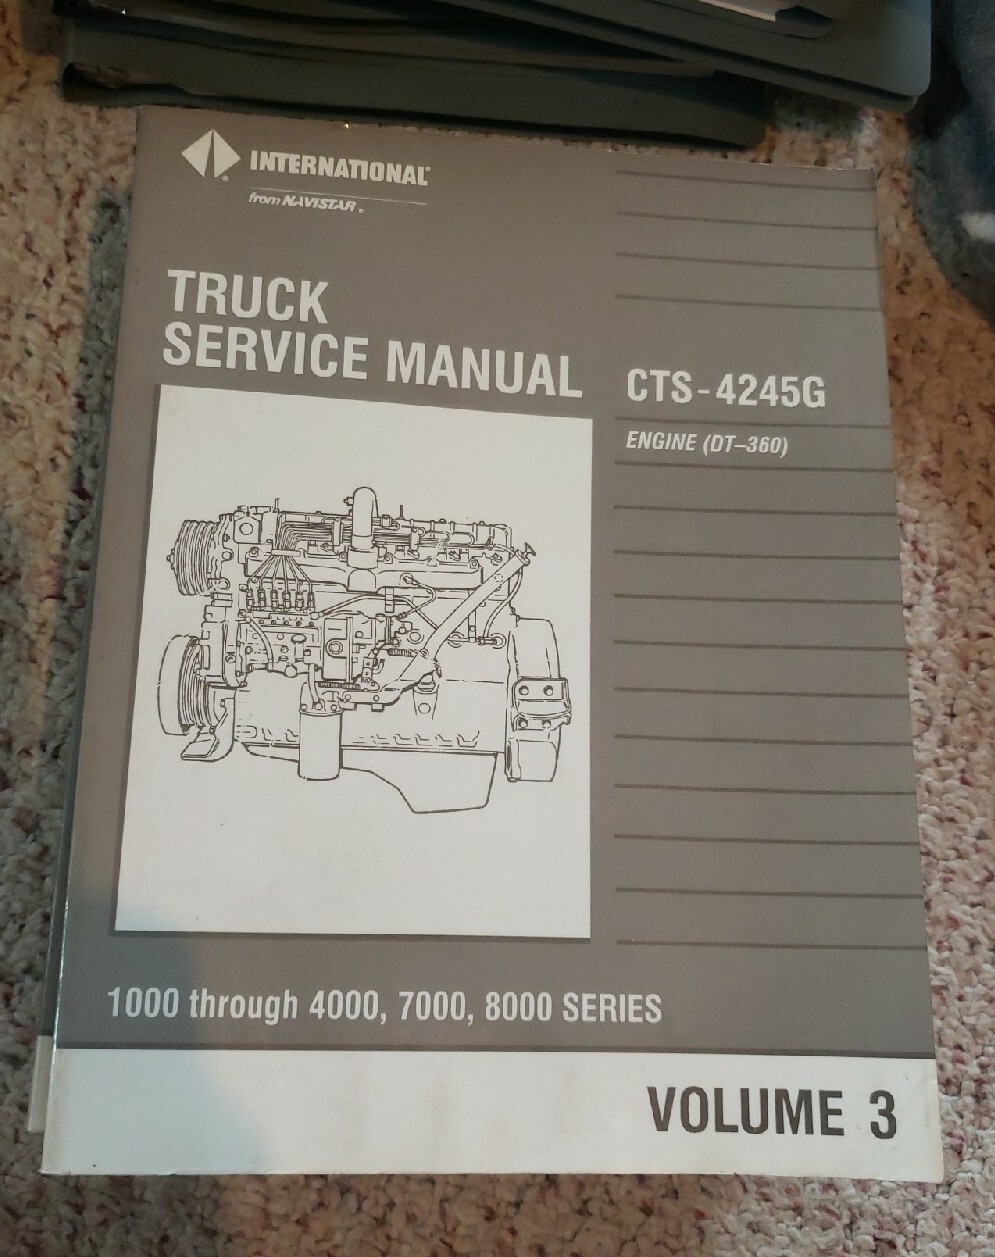 INTERNATIONAL®
from NAVISTAR®
TRUCK
SERVICE MANUAL
CTS-4245G
ENGINE (DT–360)
1000 through 4000, 7000, 8000 SERIES
VOLUME 3